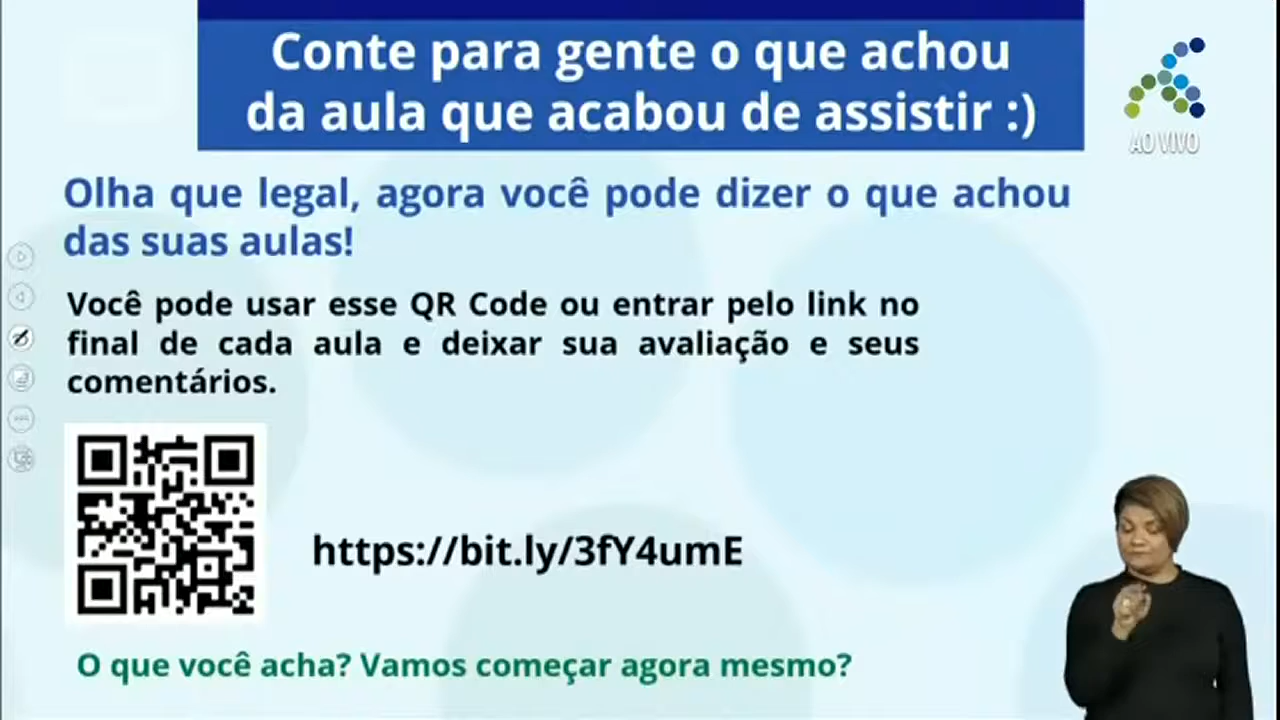 Conte para gente o que achou
da aula que acabou de assistir :)
AO VIVO
Olha que legal, agora você pode dizer o que achou
das suas aulas!
Você pode usar esse QR Code ou entrar pelo link no
final de cada aula e deixar sua avaliação e seus
comentários.
https://bit.ly/3fY4umE
O que você acha? Vamos começar agora mesmo?